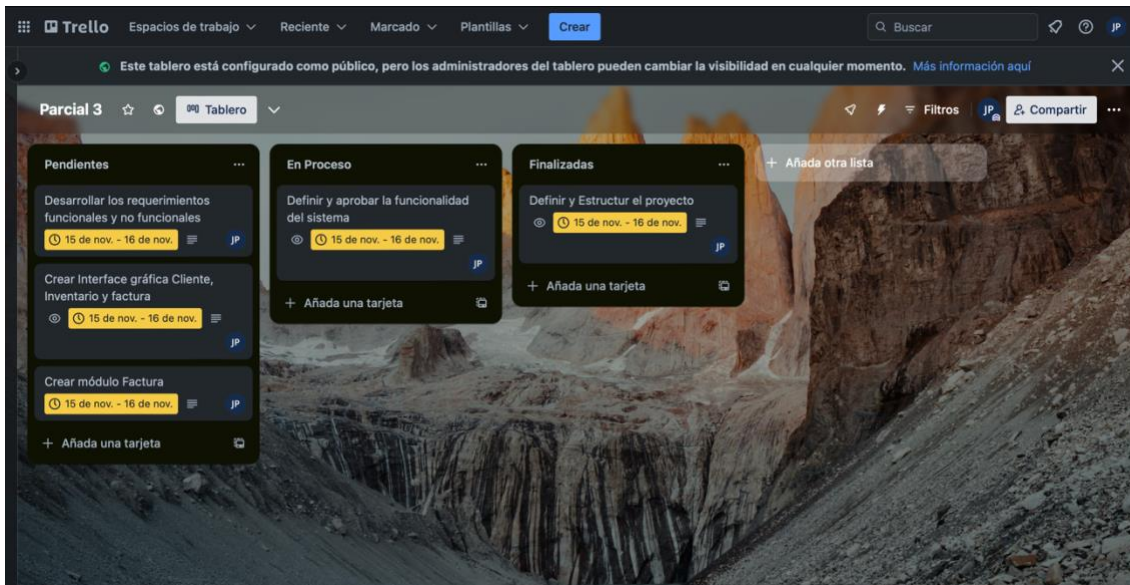 Trello
Espacios de trabajo
Reciente
Marcado
Plantillas
Crear
Buscar
JP
Este tablero está configurado como público, pero los administradores del tablero pueden cambiar la visibilidad en cualquier momento. Más información aquí
Parcial 3
Tablero
Filtros
JP
Compartir
Pendientes
Desarrollar los requerimientos
funcionales y no funcionales
15 de nov. - 16 de nov.
JP
Crear Interface gráfica Cliente,
Inventario y factura
15 de nov. - 16 de nov.
JP
Crear módulo Factura
15 de nov. - 16 de nov.
JP
+ Añada una tarjeta
En Proceso
Definir y aprobar la funcionalidad
del sistema
15 de nov. - 16 de nov.
JP
+ Añada una tarjeta
Finalizadas
Definir y Estructur el proyecto
15 de nov. - 16 de nov.
JP
+ Añada una tarjeta
+ Añada otra lista